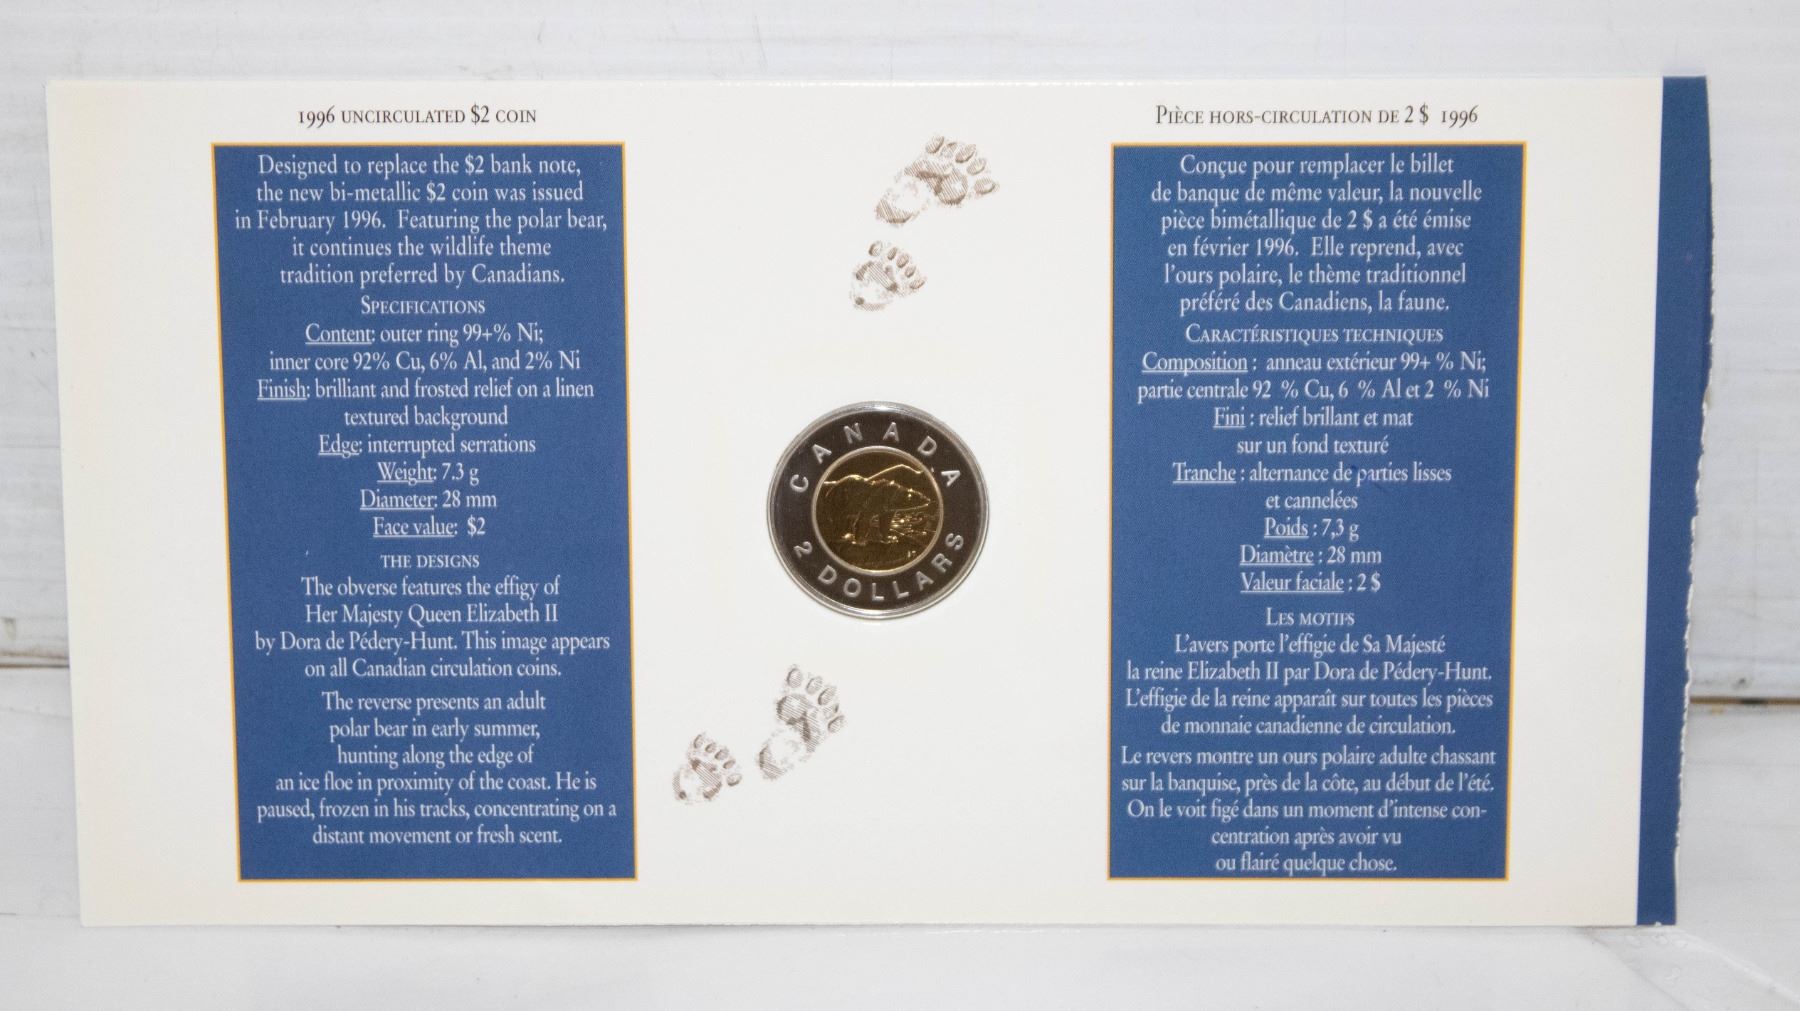 1996 UNCIRCULATED $2 COIN
Designed to replace the $2 bank note,
the new bi-metallic $2 coin was issued
in February 1996. Featuring the polar bear,
it continues the wildlife theme
tradition preferred by Canadians.
SPECIFICATIONS
Content: outer ring 99+% Ni;
inner core 92% Cu, 6% Al, and 2% Ni
Finish: brilliant and frosted relief on a linen
textured background
Edge: interrupted serrations
Weight: 7.3 g
Diameter: 28 mm
Face value: $2
THE DESIGNS
The obverse features the effigy of
Her Majesty Queen Elizabeth II
by Dora de Pédery-Hunt. This image appears
on all Canadian circulation coins.
The reverse presents an adult
polar bear in early summer,
hunting along the edge of
an ice floe in proximity of the coast. He is
paused, frozen in his tracks, concentrating on a
distant movement or fresh scent.
CANADA
2 DOLLARS
PIÈCE HORS-CIRCULATION DE 2 $ 1996
Conçue pour remplacer le billet
de banque de même valeur, la nouvelle
pièce bimétallique de 2 $ a été émise
en février 1996. Elle reprend, avec
l'ours polaire, le thème traditionnel
préféré des Canadiens, la faune.
CARACTÉRISTIQUES TECHNIQUES
Composition : anneau extérieur 99+ % Ni;
partie centrale 92 % Cu, 6 % Al et 2 % Ni
Fini : relief brillant et mat
sur un fond texturé
Tranche : alternance de parties lisses
et cannelées
Poids : 7,3 g
Diamètre : 28 mm
Valeur faciale : 2 $
LES MOTIFS
L'avers porte l'effigie de Sa Majesté
la reine Elizabeth II par Dora de Pédery-Hunt.
L'effigie de la reine apparaît sur toutes les pièces
de monnaie canadienne de circulation.
Le revers montre un ours polaire adulte chassant
sur la banquise, près de la côte, au début de l'été.
On le voit figé dans un moment d'intense con-
centration après avoir vu
ou flairé quelque chose.